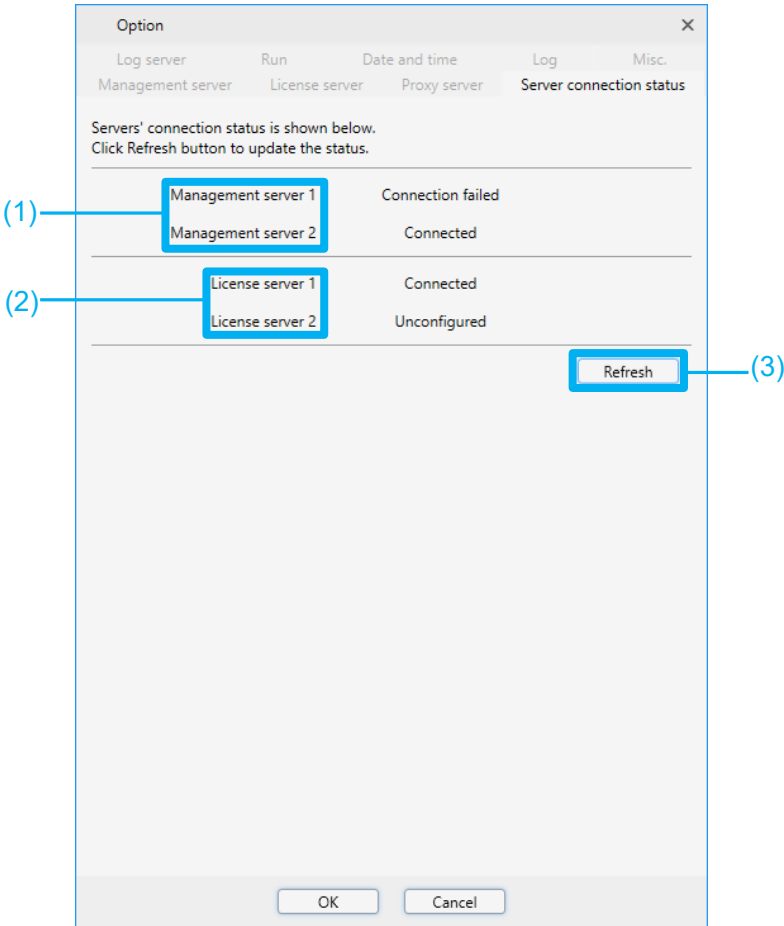 Option
Log server Run Date and time Log Misc.
Management server License server Proxy server Server connection status
Servers' connection status is shown below.
Click Refresh button to update the status.
(1)
Management server 1 Connection failed
Management server 2 Connected
(2)
License server 1 Connected
License server 2 Unconfigured
Refresh (3)
OK Cancel